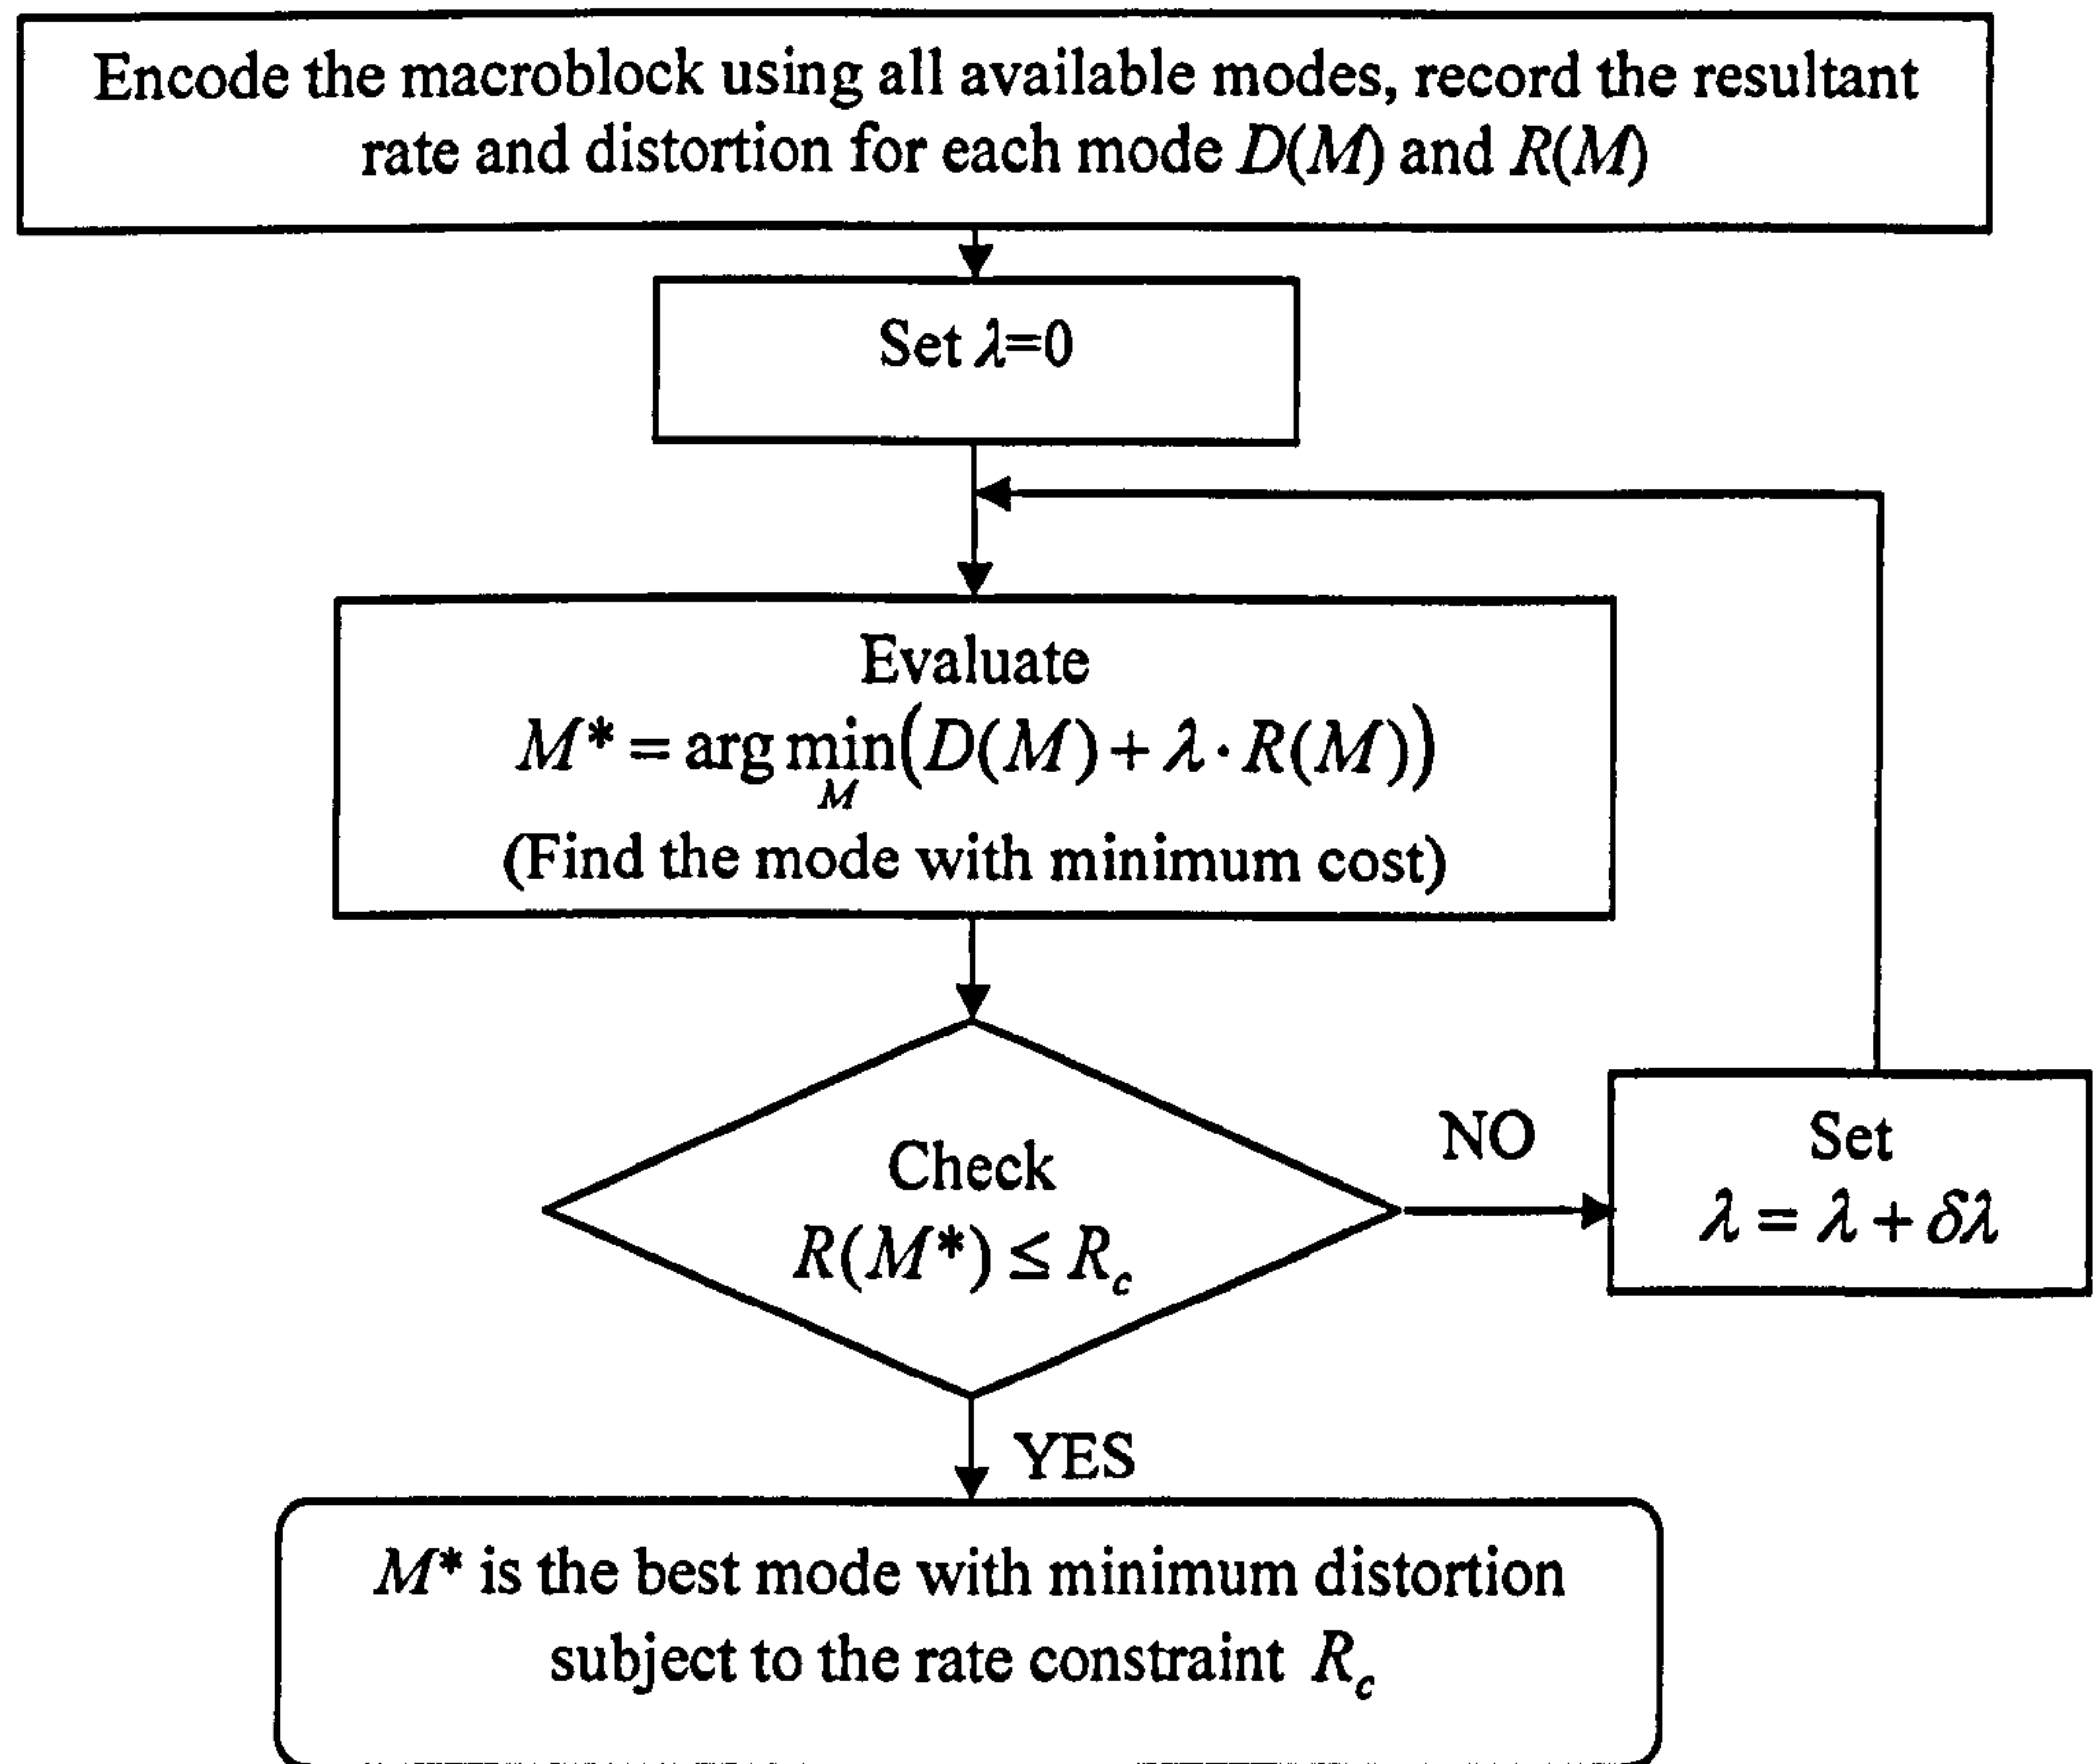 Encode the macroblock using all available modes, record the resultant
rate and distortion for each mode D(M) and R(M)
Set λ=0
Evaluate
M* = arg min(D(M) + λ · R(M))
M
(Find the mode with minimum cost)
Check
R(M*) ≤ R_c
NO
Set
λ = λ + δλ
YES
M* is the best mode with minimum distortion
subject to the rate constraint R_c